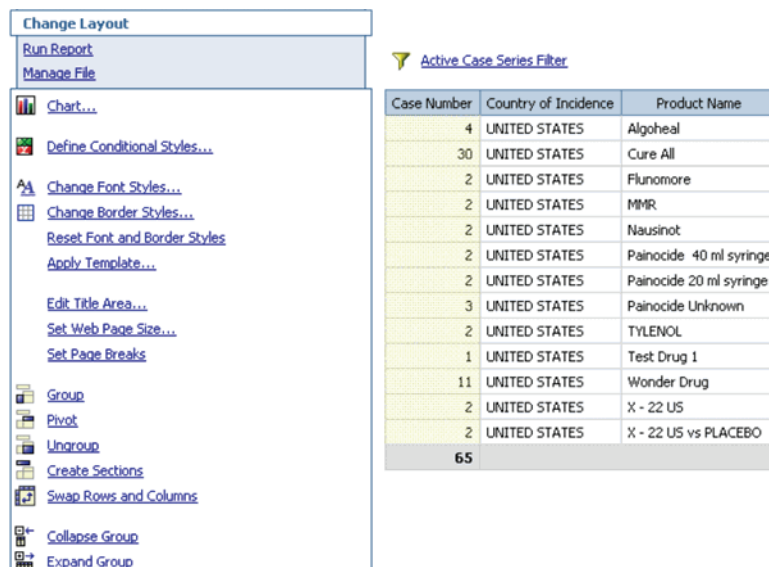 Change Layout
Run Report
Manage File
Chart...
Define Conditional Styles...
Change Font Styles...
Change Border Styles...
Reset Font and Border Styles
Apply Template...
Edit Title Area...
Set Web Page Size...
Set Page Breaks
Group
Pivot
Ungroup
Create Sections
Swap Rows and Columns
Collapse Group
Expand Group
Active Case Series Filter
Case Number Country of Incidence Product Name
4 UNITED STATES Algoheal
30 UNITED STATES Cure All
2 UNITED STATES Flunomore
2 UNITED STATES MMR
2 UNITED STATES Nausinot
2 UNITED STATES Painocide  40 ml syringe
2 UNITED STATES Painocide 20 ml syringe
3 UNITED STATES Painocide Unknown
2 UNITED STATES TYLENOL
1 UNITED STATES Test Drug 1
11 UNITED STATES Wonder Drug
2 UNITED STATES X - 22 US
2 UNITED STATES X - 22 US vs PLACEBO
65